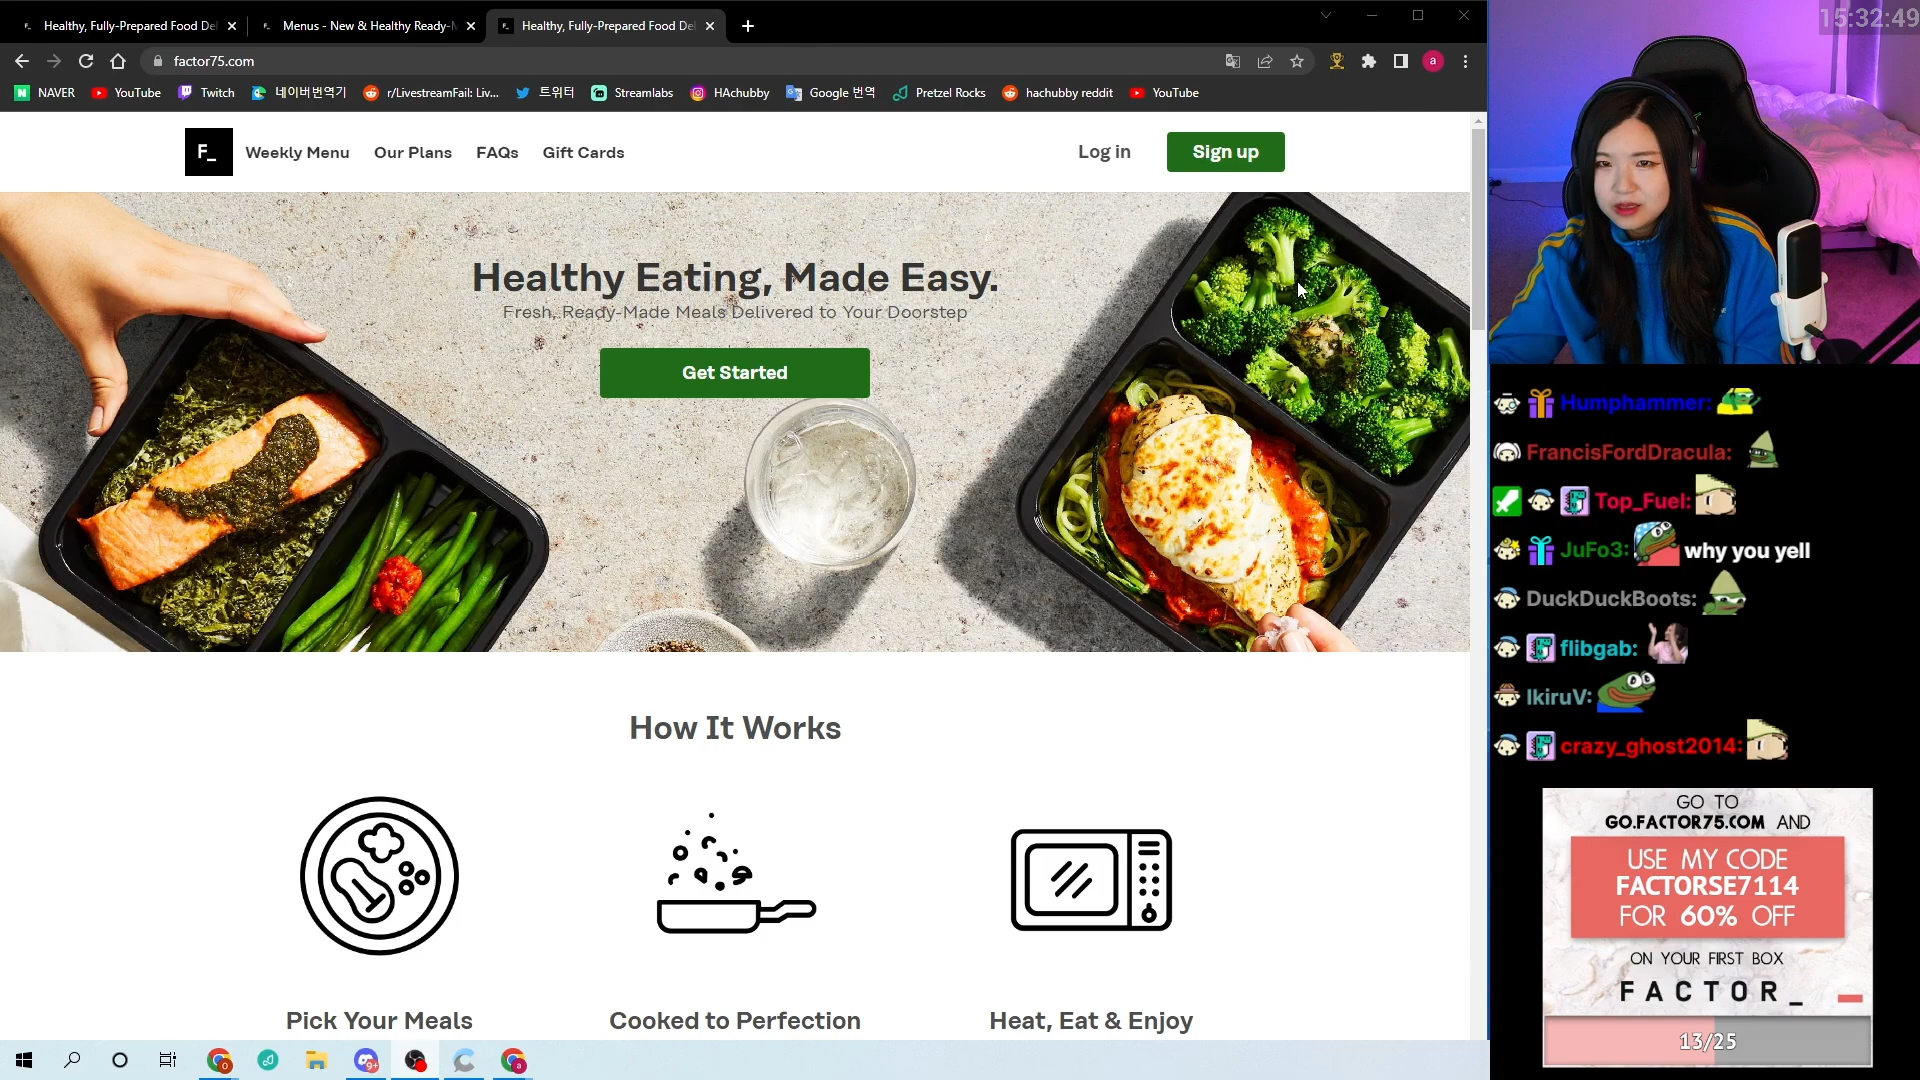 Healthy, Fully-Prepared Food Del
Menus - New & Healthy Ready-M
Healthy, Fully-Prepared Food Del
factor75.com
NAVER
YouTube
Twitch
네이버번역기
r/LivestreamFail: Liv...
트위터
Streamlabs
HAchubby
Google 번역
Pretzel Rocks
hachubby reddit
YouTube
F_
Weekly Menu
Our Plans
FAQs
Gift Cards
Log in
Sign up
Healthy Eating, Made Easy.
Fresh, Ready-Made Meals Delivered to Your Doorstep
Get Started
How It Works
Pick Your Meals
Cooked to Perfection
Heat, Eat & Enjoy
15:32:49
Humphammer:
FrancisFordDracula:
Top_Fuel:
JuFo3: why you yell
DuckDuckBoots:
flibgab:
IkiruV:
crazy_ghost2014:
GO TO
GO.FACTOR75.COM AND
USE MY CODE
FACTORSE7114
FOR 60% OFF
ON YOUR FIRST BOX
FACTOR_
13/25